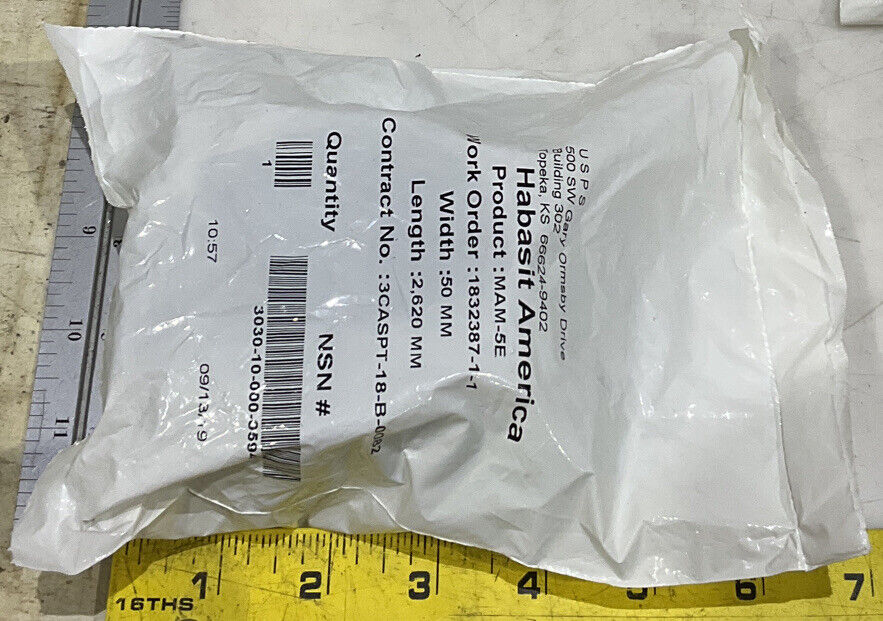 U S P S
500 SW Gary Ormsby Drive
Building 302
Topeka, KS 66624-9402
Habasit America
Product :MAM-5E
Work Order :1832387-1-1
Width :50 MM
Length :2,620 MM
Contract No. :3CASPT-18-B-0082
Quantity NSN #
1 3030-10-000-3594
10:57 09/13,19
9
10
11
1 2 3 4 5 6 7
16THS